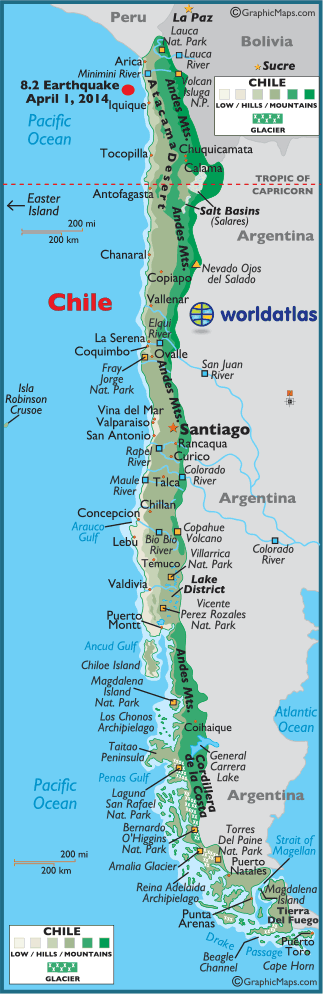 ©GraphicMaps.com
Peru
La Paz
Lauca
Nat. Park
Bolivia
Lauca
River
Arica
Minimini River
Sucre
8.2 Earthquake
April 1, 2014
Volcan
Isluga
N.P.
Iquique
CHILE
LOW / HILLS / MOUNTAINS
GLACIER
Pacific
Ocean
Atacama Desert
Andes Mts.
Chuquicamata
Tocopilla
Calama
TROPIC OF
CAPRICORN
Easter
Island
Antofagasta
Salt Basins
(Salares)
200 mi
200 km
Andes Mts.
Argentina
Chanaral
Nevado Ojos
del Salado
Copiapo
Chile
Vallenar
worldatlas
Elqui
River
La Serena
Coquimbo
Ovalle
Fray
Jorge
Nat. Park
Andes Mts.
San Juan
River
Isla
Robinson
Crusoe
Vina del Mar
Valparaiso
San Antonio
Santiago
Rancaqua
Rapel
River
Curico
Colorado
River
Maule
River
Talca
Argentina
Chillan
Concepcion
Arauco
Gulf
Copahue
Volcano
Lebu
Bio Bio
River
Colorado
River
Temuco
Villarrica
Nat. Park
Valdivia
Lake
District
Vicente
Perez Rozales
Nat. Park
Puerto
Montt
Ancud Gulf
Chiloe Island
Andes Mts.
Magdalena
Island
Nat. Park
Los Chonos
Archipielago
Atlantic
Ocean
Coihaique
Taitao
Peninsula
General
Carrera
Lake
Penas Gulf
Cordillera
de la Costa
Pacific
Ocean
Laguna
San Rafael
Nat. Park
Argentina
Bernardo
O'Higgins
Nat. Park
Torres
Del Paine
Nat. Park
Strait of
Magellan
Amalia Glacier
Puerto
Natales
200 mi
200 km
Reina Adelaida
Archipielago
Magdalena
Island
Punta
Arenas
Tierra
Del Fuego
CHILE
LOW / HILLS / MOUNTAINS
GLACIER
Drake
Passage
Beagle
Channel
Puerto
Toro
Cape Horn
©GraphicMaps.com